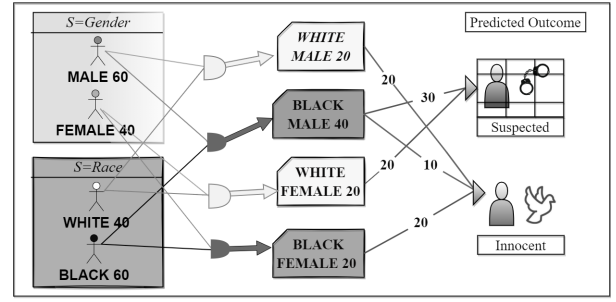 S=Gender
MALE 60
FEMALE 40
S=Race
WHITE 40
BLACK 60
WHITE
MALE 20
BLACK
MALE 40
WHITE
FEMALE 20
BLACK
FEMALE 20
20
30
20
10
20
Predicted Outcome
Suspected
Innocent